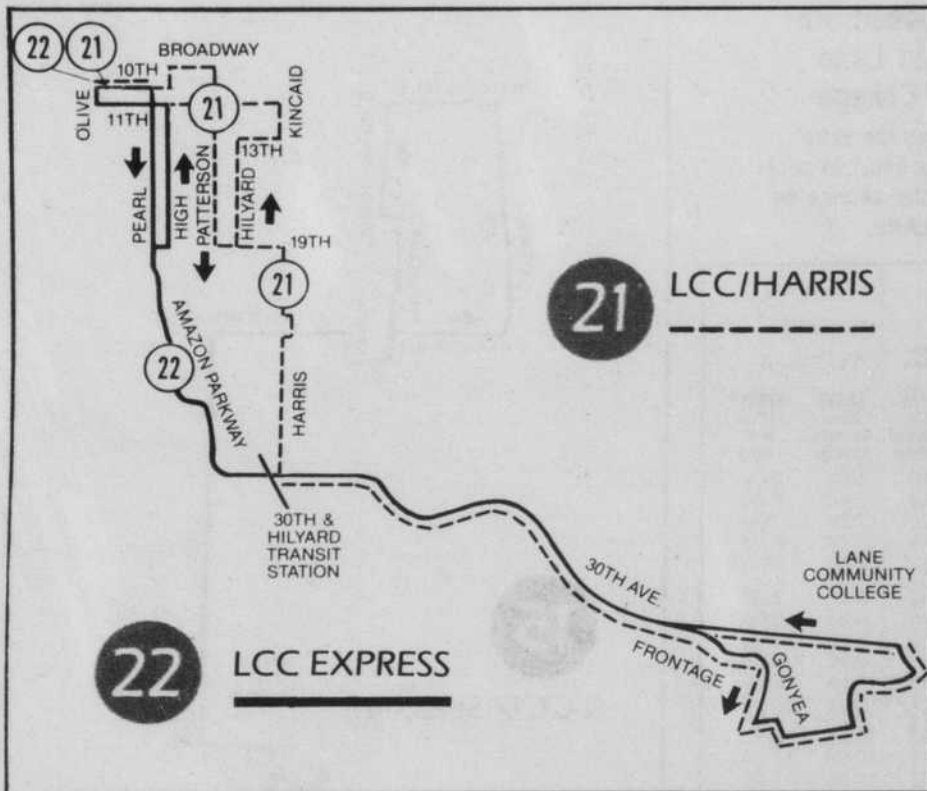 22
21
BROADWAY
10TH
OLIVE
11TH
21
KINCAID
13TH
PEARL
HIGH
PATTERSON
HILYARD
19TH
21
21
LCC/HARRIS
AMAZON PARKWAY
22
HARRIS
30TH &
HILYARD
TRANSIT
STATION
30TH AVE.
LANE
COMMUNITY
COLLEGE
FRONTAGE
GONYEA
22
LCC EXPRESS